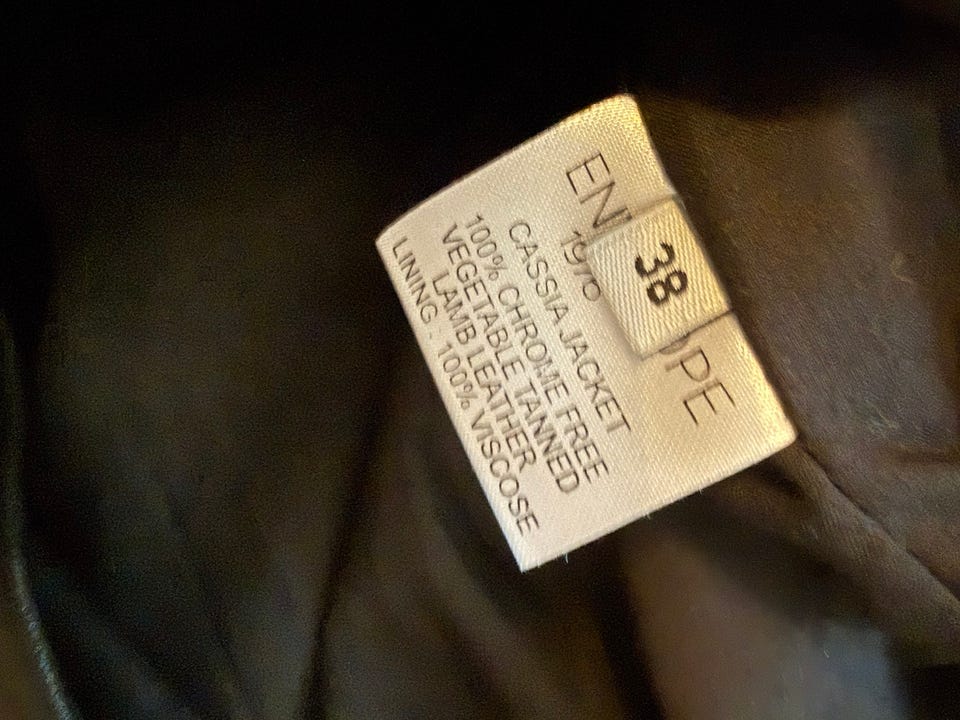 38
CASSIA JACKET
100% CHROME FREE
VEGETABLE TANNED
LAMB LEATHER
LINING - 100% VISCOSE